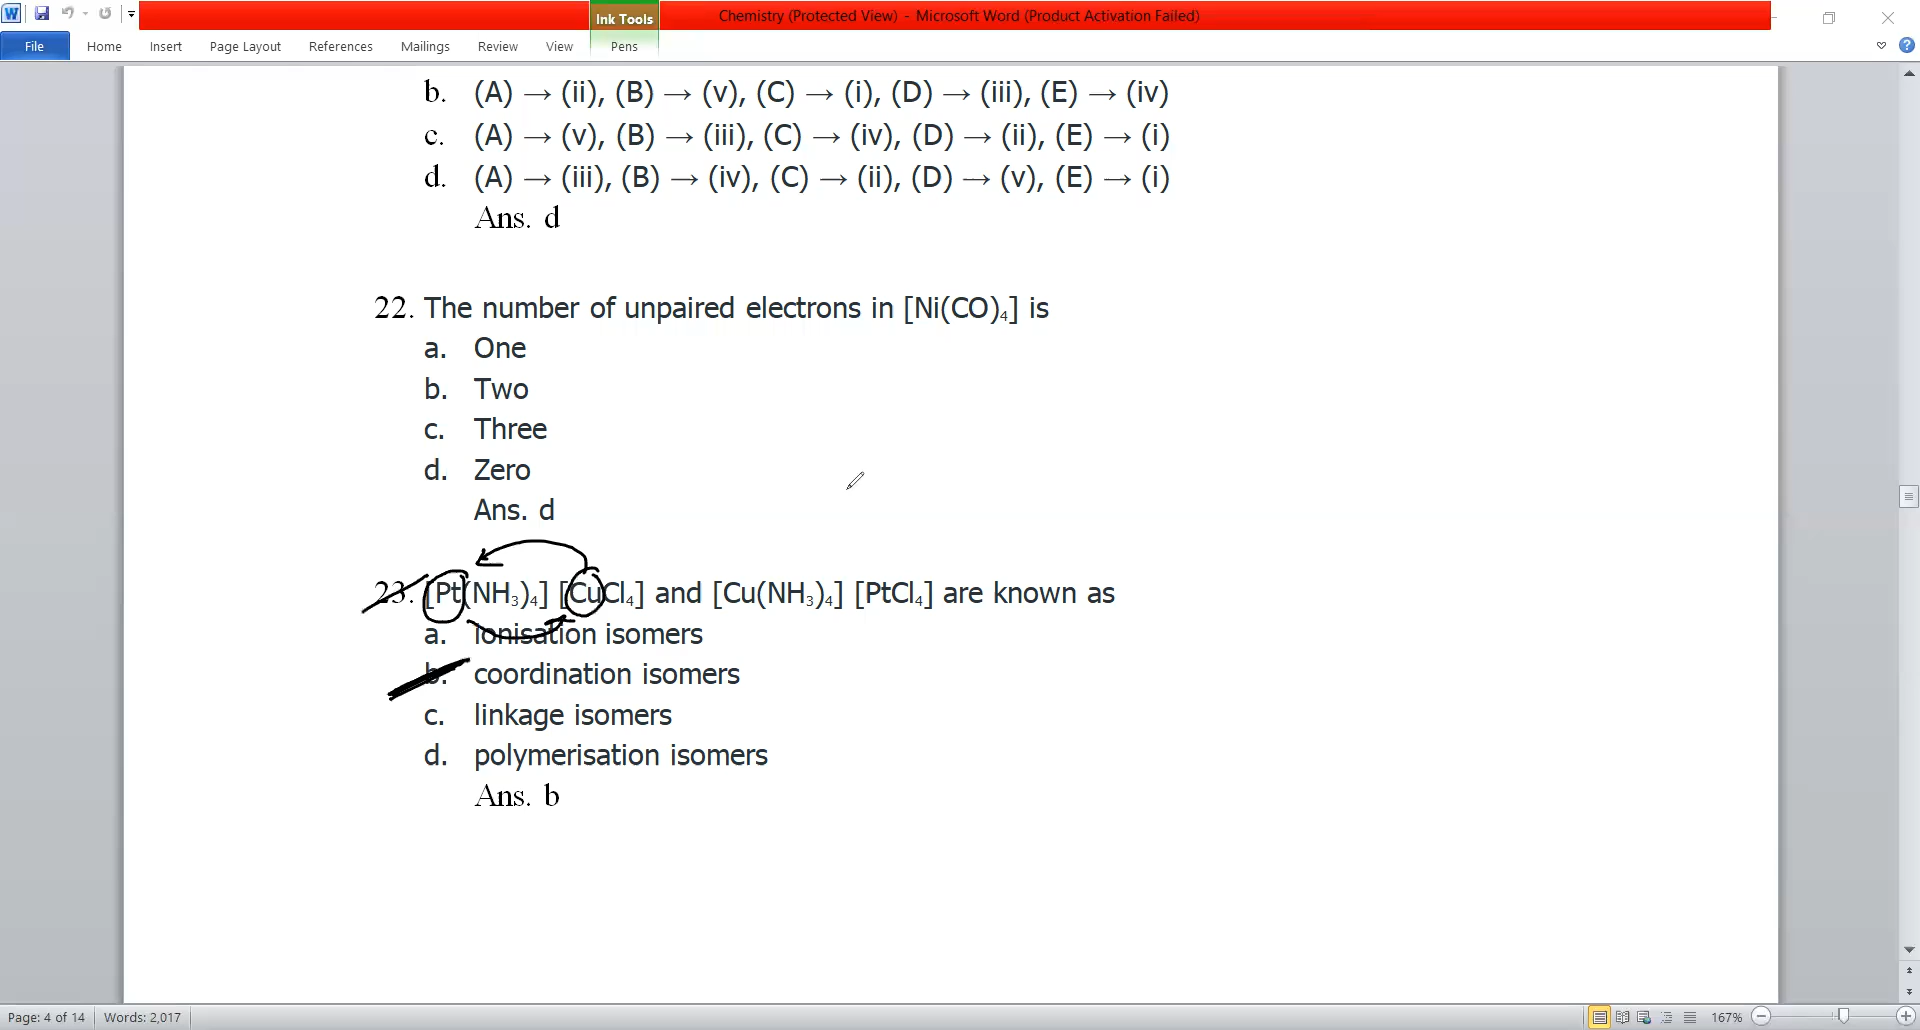 Ink Tools
Chemistry (Protected View) - Microsoft Word (Product Activation Failed)
File Home Insert Page Layout References Mailings Review View Pens
b. (A) → (ii), (B) → (v), (C) → (i), (D) → (iii), (E) → (iv)
c. (A) → (v), (B) → (iii), (C) → (iv), (D) → (ii), (E) → (i)
d. (A) → (iii), (B) → (iv), (C) → (ii), (D) → (v), (E) → (i)
Ans. d
22. The number of unpaired electrons in [Ni(CO)₄] is
a. One
b. Two
c. Three
d. Zero
Ans. d
23. [Pt(NH₃)₄] [CuCl₄] and [Cu(NH₃)₄] [PtCl₄] are known as
a. ionisation isomers
b. coordination isomers
c. linkage isomers
d. polymerisation isomers
Ans. b
Page: 4 of 14 Words: 2,017 167%